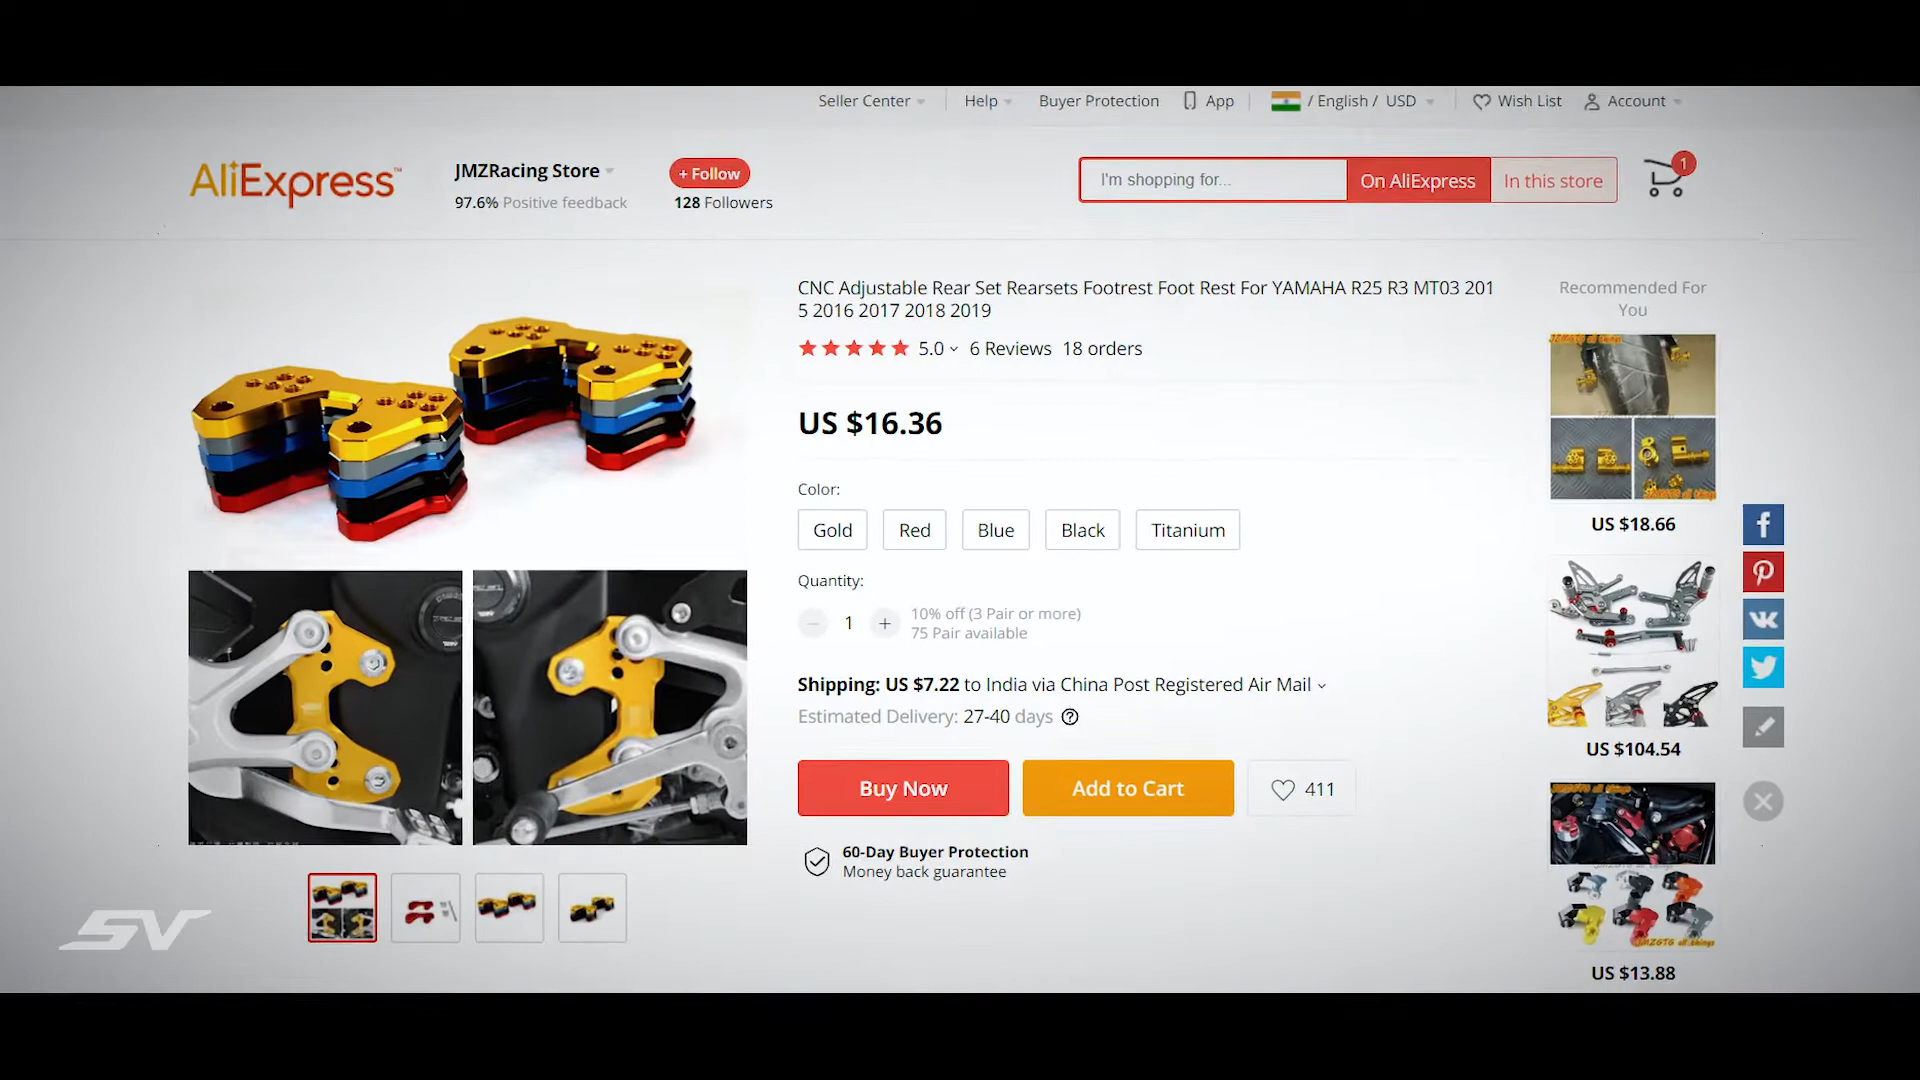 Seller Center
Help
Buyer Protection
App
/ English / USD
Wish List
Account
AliExpress™
JMZRacing Store
97.6% Positive feedback
+ Follow
128 Followers
I'm shopping for...
On AliExpress
In this store
1
CNC Adjustable Rear Set Rearsets Footrest Foot Rest For YAMAHA R25 R3 MT03 201
5 2016 2017 2018 2019
5.0
6 Reviews
18 orders
US $16.36
Color:
Gold
Red
Blue
Black
Titanium
Quantity:
1
10% off (3 Pair or more)
75 Pair available
Shipping: US $7.22 to India via China Post Registered Air Mail
Estimated Delivery: 27-40 days
Buy Now
Add to Cart
411
60-Day Buyer Protection
Money back guarantee
Recommended For
You
US $18.66
US $104.54
JMZGTG all things
US $13.88
SV